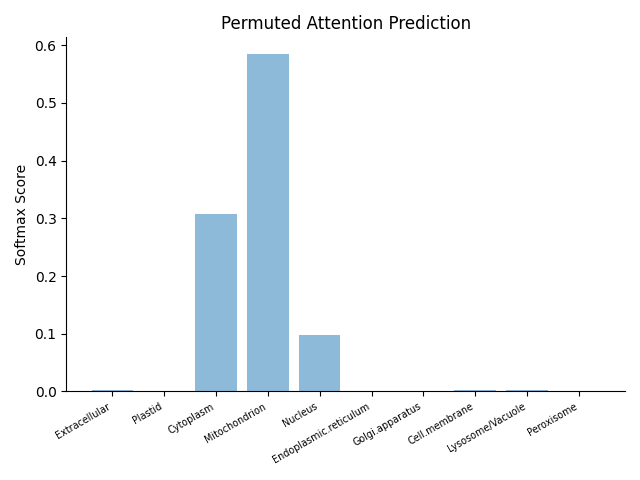 Permuted Attention Prediction
0.6
0.5
0.4
0.3
0.2
0.1
0.0
Softmax Score
Extracellular
Plastid
Cytoplasm
Mitochondrion
Nucleus
Endoplasmic.reticulum
Golgi.apparatus
Cell.membrane
Lysosome/Vacuole
Peroxisome